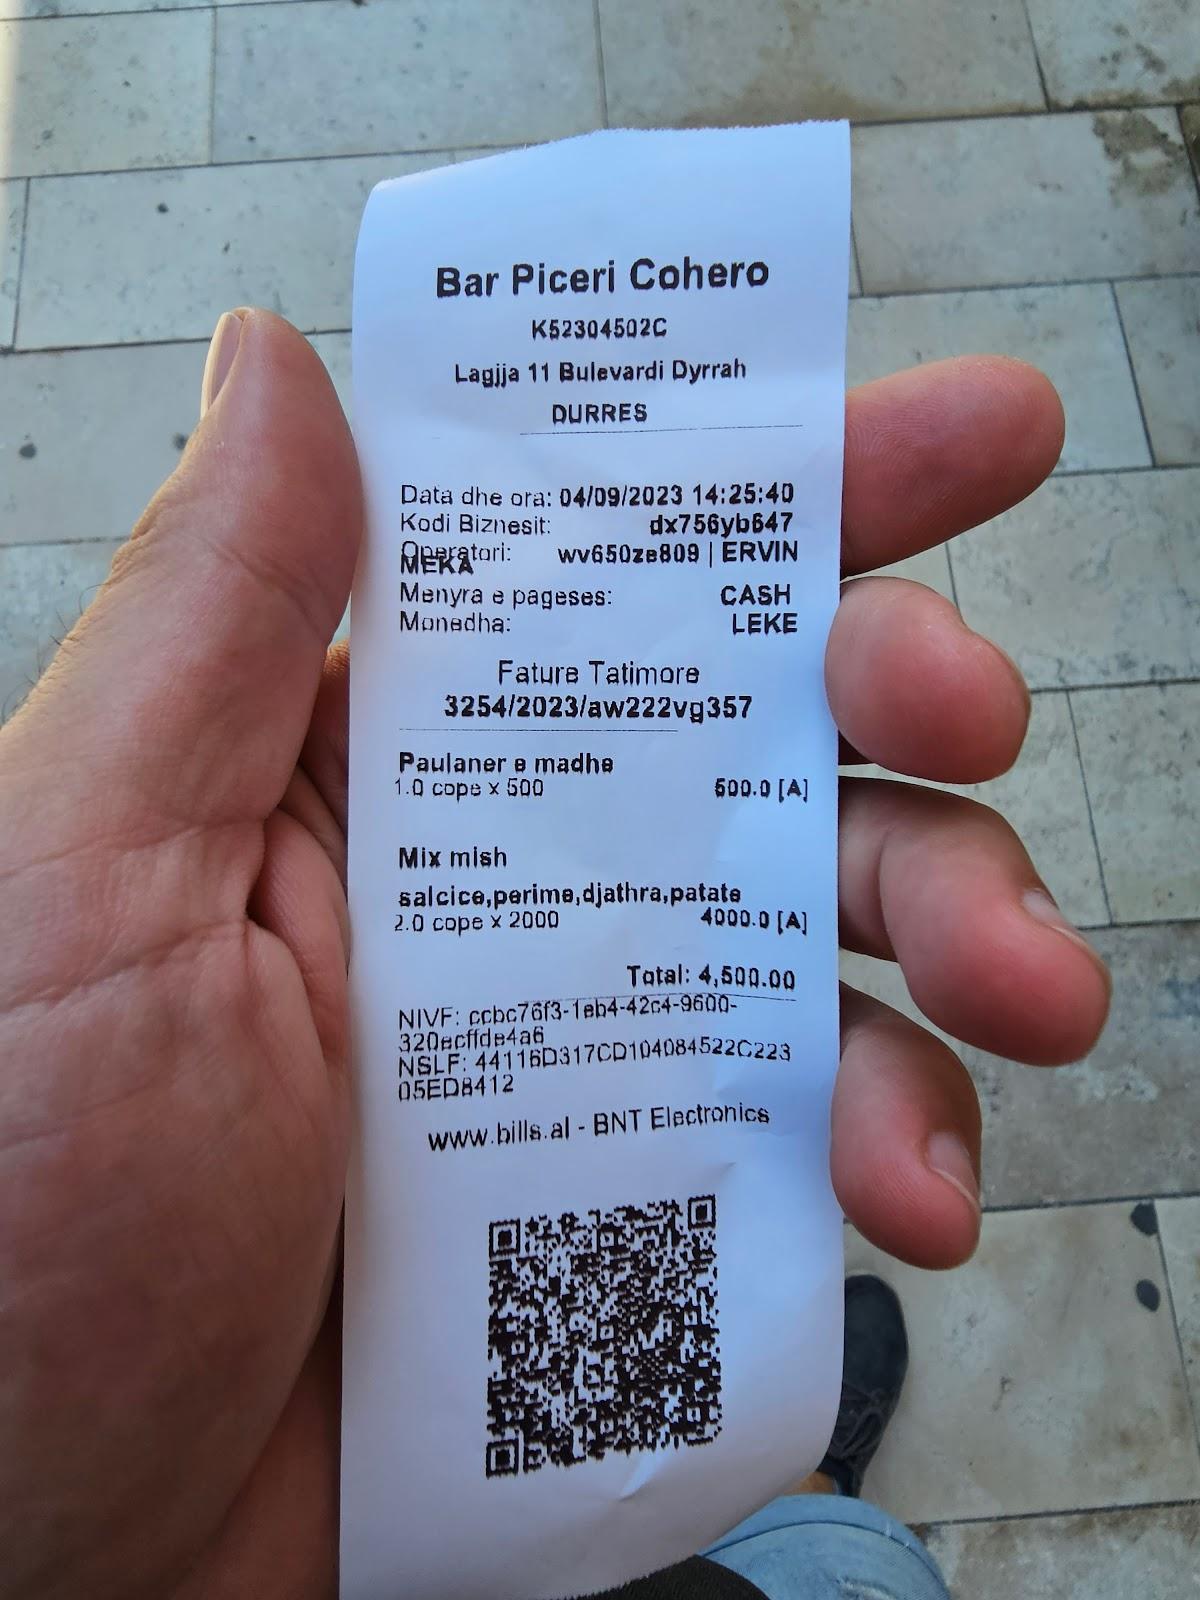 Bar Piceri Cohero
K52304502C
Lagjja 11 Bulevardi Dyrrah
DURRES
Data dhe ora: 04/09/2023 14:25:40
Kodi Biznesit: dx756yb647
Operatori: wv650ze809 | ERVIN
MEKA
Menyra e pageses: CASH
Monedha: LEKE
Fature Tatimore
3254/2023/aw222vg357
Paulaner e madhe
1.0 cope x 500 500.0 [A]
Mix mish
salcice,perime,djathra,patate
2.0 cope x 2000 4000.0 [A]
Total: 4,500.00
NIVF: ccbc76f3-1eb4-42c4-9600-
320ecffde4a6
NSLF: 44116D317CD104084522C223
05ED8412
www.bills.al - BNT Electronics